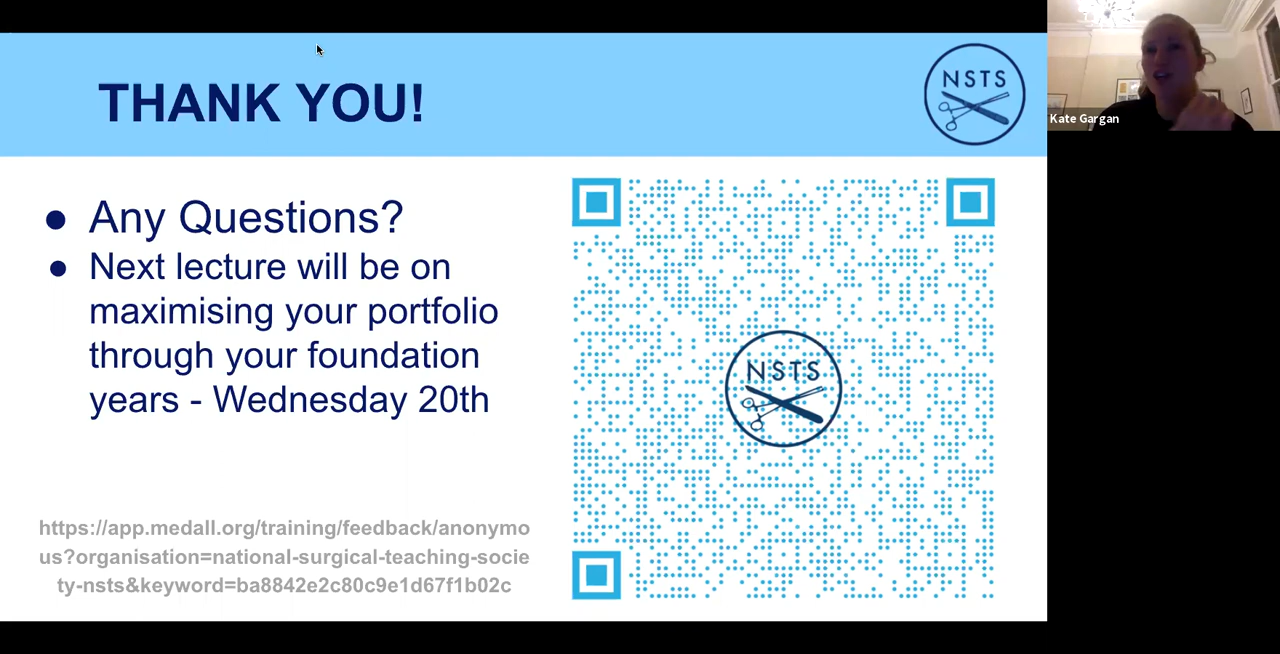 THANK YOU!
NSTS
Kate Gargan
● Any Questions?
● Next lecture will be on
maximising your portfolio
through your foundation
years - Wednesday 20th
NSTS
https://app.medall.org/training/feedback/anonymo
us?organisation=national-surgical-teaching-socie
ty-nsts&keyword=ba8842e2c80c9e1d67f1b02c